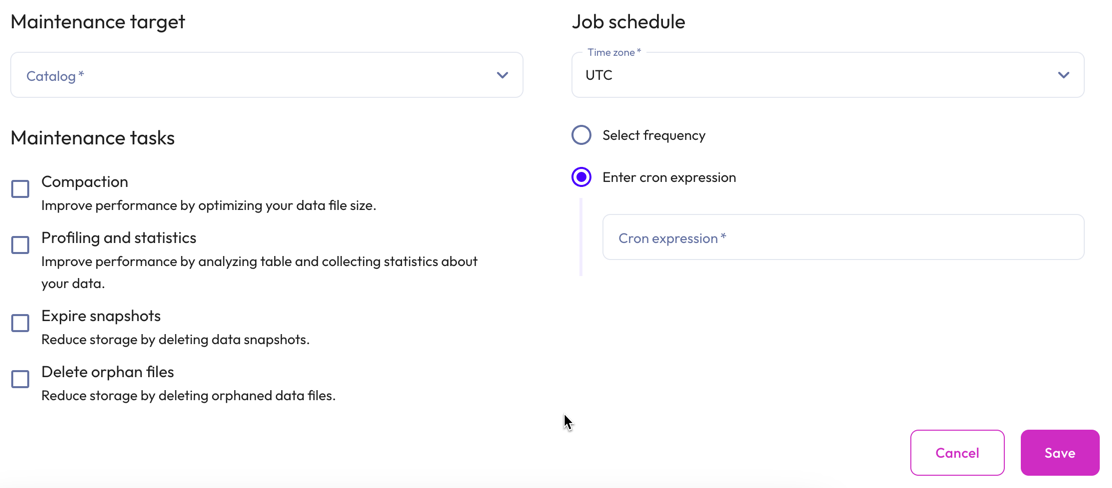 Maintenance target
Catalog *
Maintenance tasks
Compaction
Improve performance by optimizing your data file size.
Profiling and statistics
Improve performance by analyzing table and collecting statistics about
your data.
Expire snapshots
Reduce storage by deleting data snapshots.
Delete orphan files
Reduce storage by deleting orphaned data files.
Job schedule
Time zone *
UTC
Select frequency
Enter cron expression
Cron expression *
Cancel
Save